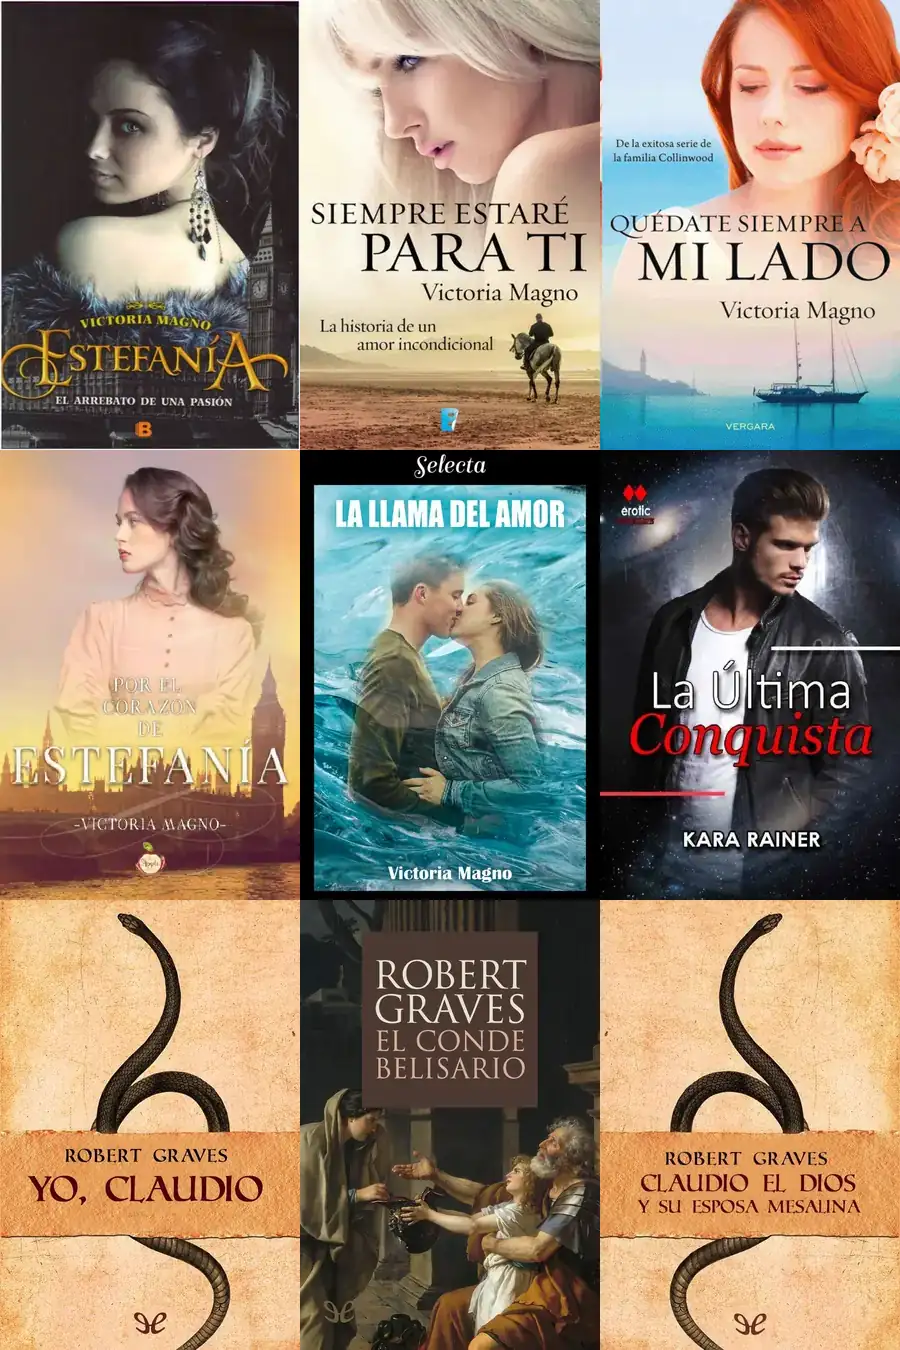 VICTORIA MAGNO
ESTEFANÍA
EL ARREBATO DE UNA PASIÓN
B
SIEMPRE ESTARÉ
PARA TI
Victoria Magno
La historia de un
amor incondicional
De la exitosa serie de
la familia Collinwood
QUÉDATE SIEMPRE A
MI LADO
Victoria Magno
VERGARA
POR EL
CORAZÓN
DE
ESTEFANÍA
-VICTORIA MAGNO-
Selecta
LA LLAMA DEL AMOR
Victoria Magno
erotic
La Última
Conquista
KARA RAINER
ROBERT GRAVES
YO, CLAUDIO
ROBERT
GRAVES
EL CONDE
BELISARIO
ROBERT GRAVES
CLAUDIO EL DIOS
Y SU ESPOSA MESALINA